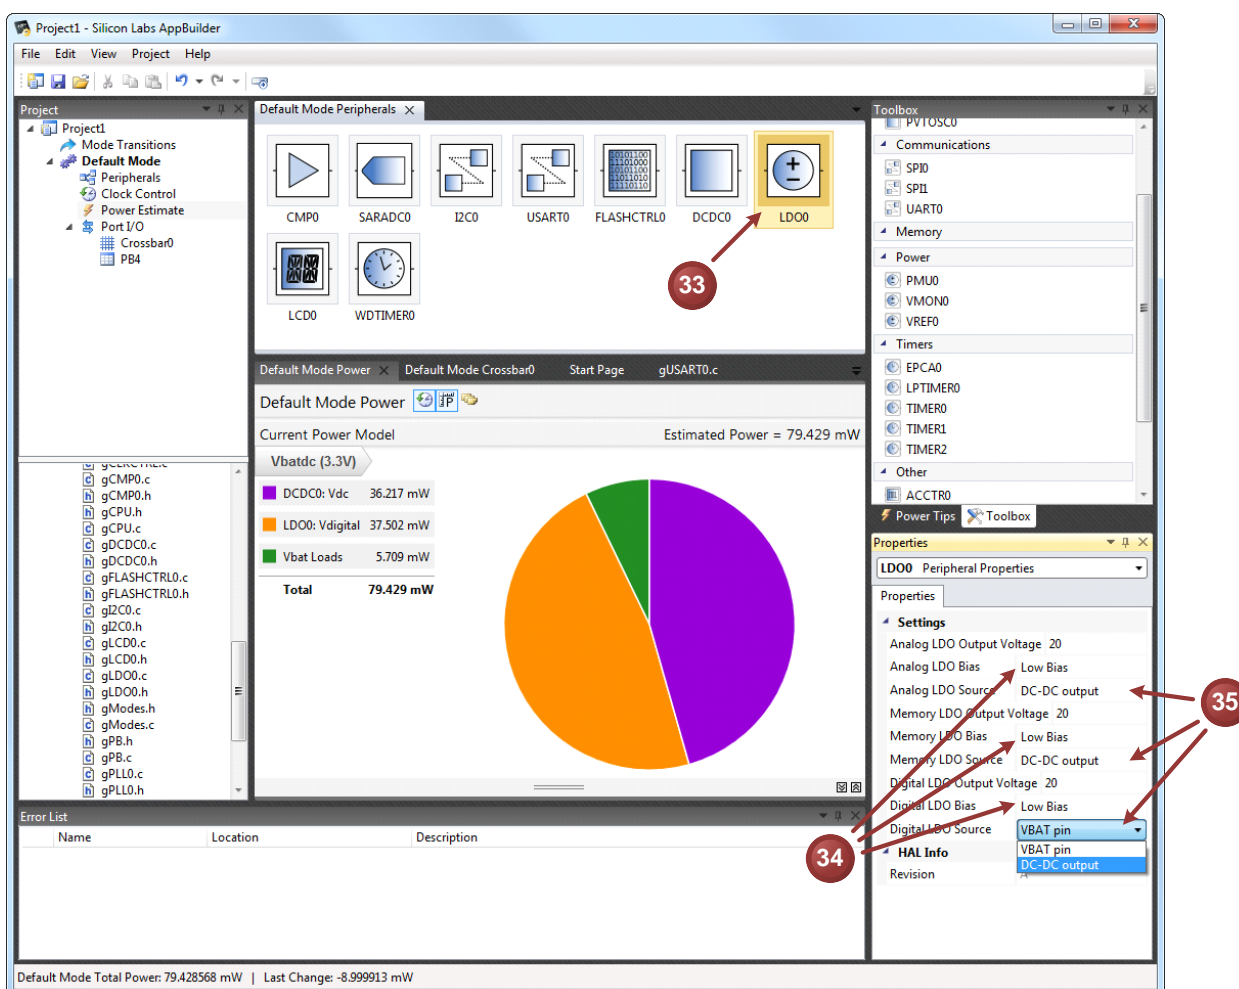 Project1 - Silicon Labs AppBuilder
File Edit View Project Help
Project
Project1
Mode Transitions
Default Mode
Peripherals
Clock Control
Power Estimate
Port I/O
Crossbar0
PB4
Default Mode Peripherals
CMP0 SARADC0 I2C0 USART0 FLASHCTRL0 DCDC0 LDO0
LCD0 WDTIMER0
33
Toolbox
PVTOSC0
Communications
SPI0
SPI1
UART0
Memory
Power
PMU0
VMON0
VREF0
Timers
EPCA0
LPTIMER0
TIMER0
TIMER1
TIMER2
Other
ACCTR0
Power Tips Toolbox
Default Mode Power Default Mode Crossbar0 Start Page gUSART0.c
Default Mode Power
Current Power Model Estimated Power = 79.429 mW
Vbatdc (3.3V)
DCDC0: Vdc 36.217 mW
LDO0: Vdigital 37.502 mW
Vbat Loads 5.709 mW
Total 79.429 mW
gCMP0.c
gCMP0.h
gCPU.h
gCPU.c
gDCDC0.c
gDCDC0.h
gFLASHCTRL0.c
gFLASHCTRL0.h
gI2C0.c
gI2C0.h
gLCD0.c
gLCD0.h
gLDO0.c
gLDO0.h
gModes.h
gModes.c
gPB.h
gPB.c
gPLL0.c
gPLL0.h
Properties
LDO0 Peripheral Properties
Properties
Settings
Analog LDO Output Voltage 20
Analog LDO Bias Low Bias
Analog LDO Source DC-DC output
Memory LDO Output Voltage 20
Memory LDO Bias Low Bias
Memory LDO Source DC-DC output
Digital LDO Output Voltage 20
Digital LDO Bias Low Bias
Digital LDO Source VBAT pin
VBAT pin
DC-DC output
HAL Info
Revision
35
34
Error List
Name Location Description
Default Mode Total Power: 79.428568 mW | Last Change: -8.999913 mW